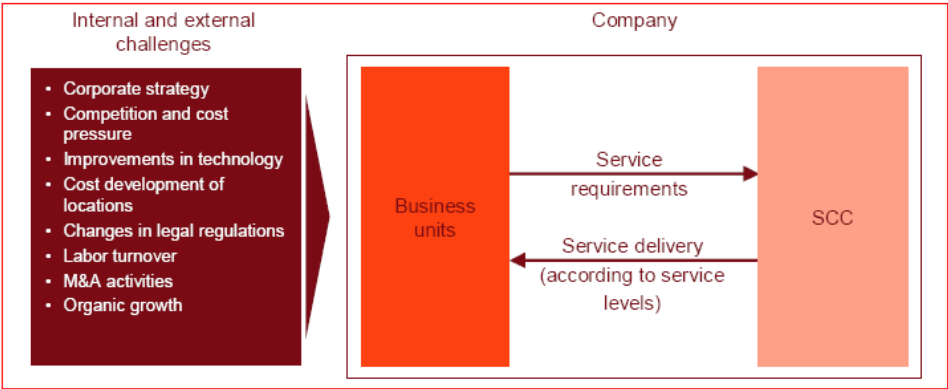 Internal and external
challenges
• Corporate strategy
• Competition and cost
pressure
• Improvements in technology
• Cost development of
locations
• Changes in legal regulations
• Labor turnover
• M&A activities
• Organic growth
Company
Business
units
Service
requirements
Service delivery
(according to service
levels)
SCC